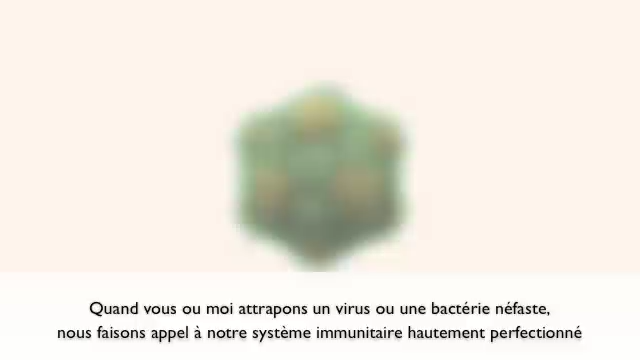 Quand vous ou moi attrapons un virus ou une bactérie néfaste,
nous faisons appel à notre système immunitaire hautement perfectionné